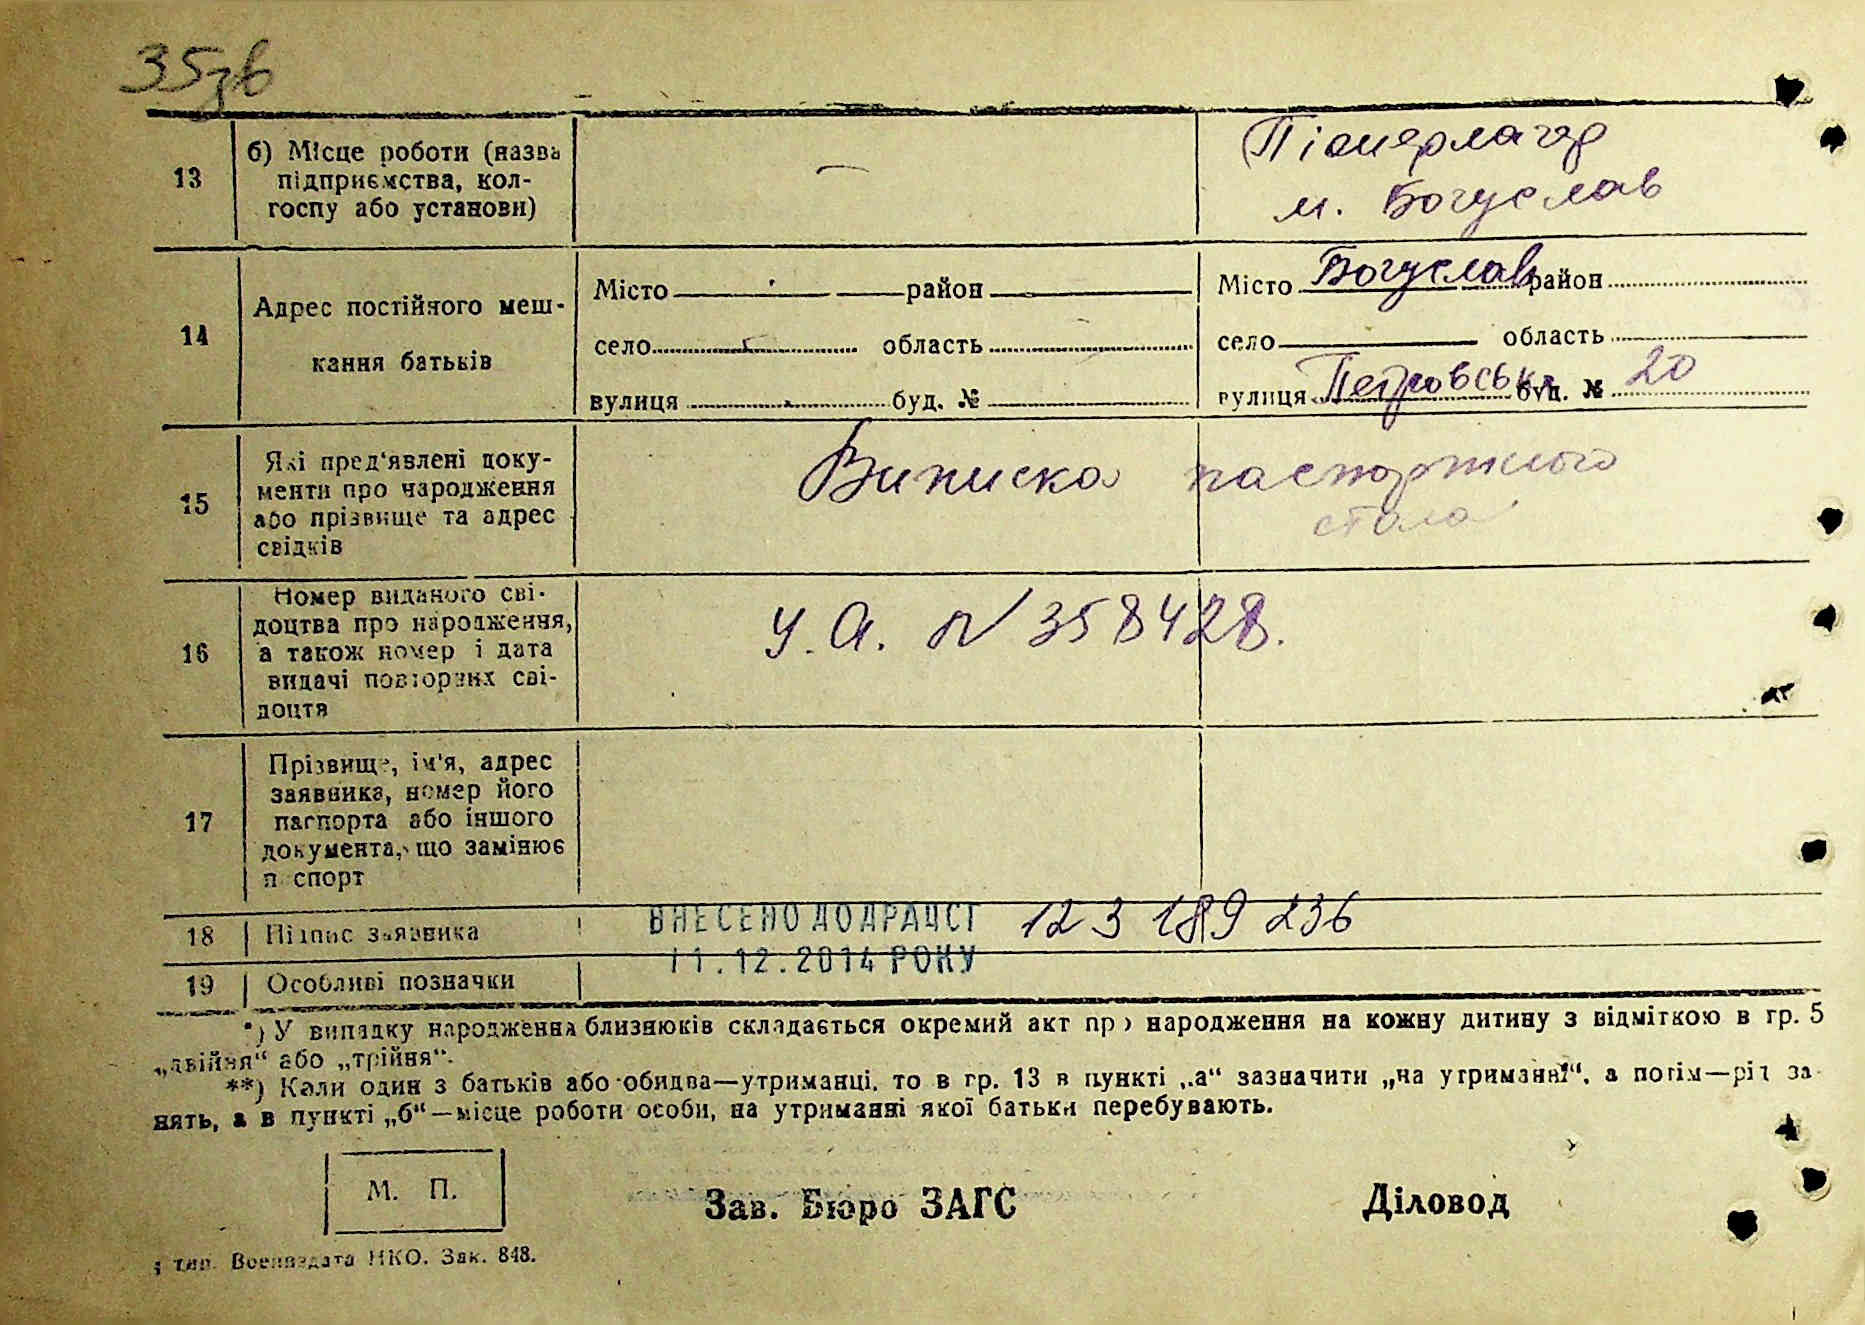 35зв
13
б) Місце роботи (назва
підприємства, кол-
госпу або установи)
—
Піонерлагер
м. Богуслав
14
Адрес постійного меш-
кання батьків
Місто район
село область
вулиця буд. №
Місто Богуслав район
село область
вулиця Петровська буд. № 20
15
Які пред'явлені доку-
менти про народження
або прізвище та адрес
свідків
Виписка паспортного
стола
16
Номер виданого сві-
доцтва про народження,
а також номер і дата
видачі повторних сві-
доцтв
У.А. N 358428.
17
Прізвище, ім'я, адрес
заявника, номер його
паспорта або іншого
документа, що замінює
паспорт
18
Підпис заявника
ВНЕСЕНО ДО ДРАЦСГ 123 189 236
11.12.2014 РОКУ
19
Особливі позначки
*) У випадку народження близнюків складається окремий акт про народження на кожну дитину з відміткою в гр. 5
„двійня“ або „трійня“.
**) Коли один з батьків або обидва—утриманці, то в гр. 13 в пункті „а“ зазначити „на утриманні“, а потім—рід за-
нять, а в пункті „б“—місце роботи особи, на утриманні якої батьки перебувають.
М. П.
Зав. Бюро ЗАГС
Діловод
тип. Воениздата НКО. Зак. 848.